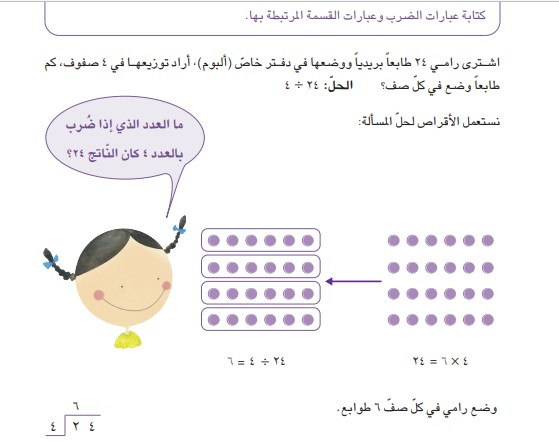 كتابة عبارات الضرب وعبارات القسمة المرتبطة بها.
اشترى رامي ٢٤ طابعاً بريدياً ووضعها في دفتر خاصّ (ألبوم)، أراد توزيعها في ٤ صفوف، كم
طابعاً وضع في كلّ صف؟ الحلّ: ٢٤ ÷ ٤
نستعمل الأقراص لحلّ المسألة:
ما العدد الذي إذا ضُرب
بالعدد ٤ كان النّاتج ٢٤؟
٤ × ٦ = ٢٤
٢٤ ÷ ٤ = ٦
وضع رامي في كلّ صفّ ٦ طوابع.
٦
٤ ٢ ٤